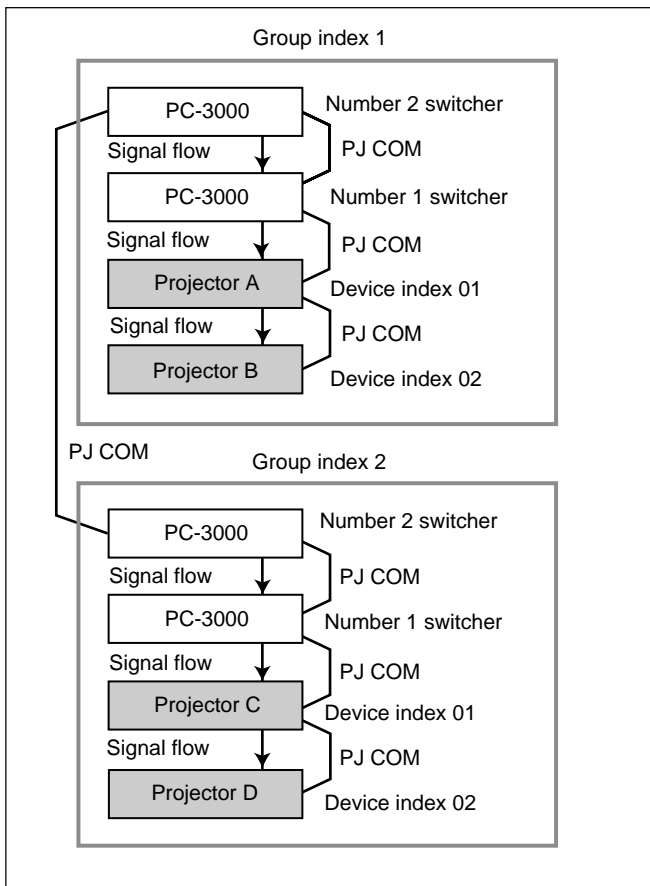 Group index 1
PC-3000
Number 2 switcher
Signal flow
PJ COM
PC-3000
Number 1 switcher
Signal flow
PJ COM
Projector A
Device index 01
Signal flow
PJ COM
Projector B
Device index 02
PJ COM
Group index 2
PC-3000
Number 2 switcher
Signal flow
PJ COM
PC-3000
Number 1 switcher
Signal flow
PJ COM
Projector C
Device index 01
Signal flow
PJ COM
Projector D
Device index 02